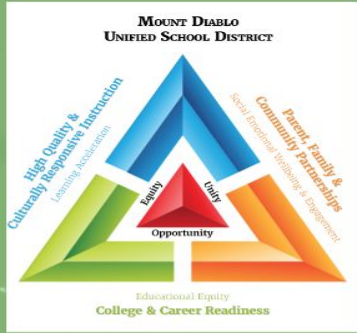 MOUNT DIABLO
UNIFIED SCHOOL DISTRICT
High Quality &
Culturally Responsive Instruction
Learning Acceleration
Parent, Family &
Community Partnerships
Social Emotional Wellbeing & Engagement
Equity
Unity
Opportunity
Educational Equity
College & Career Readiness